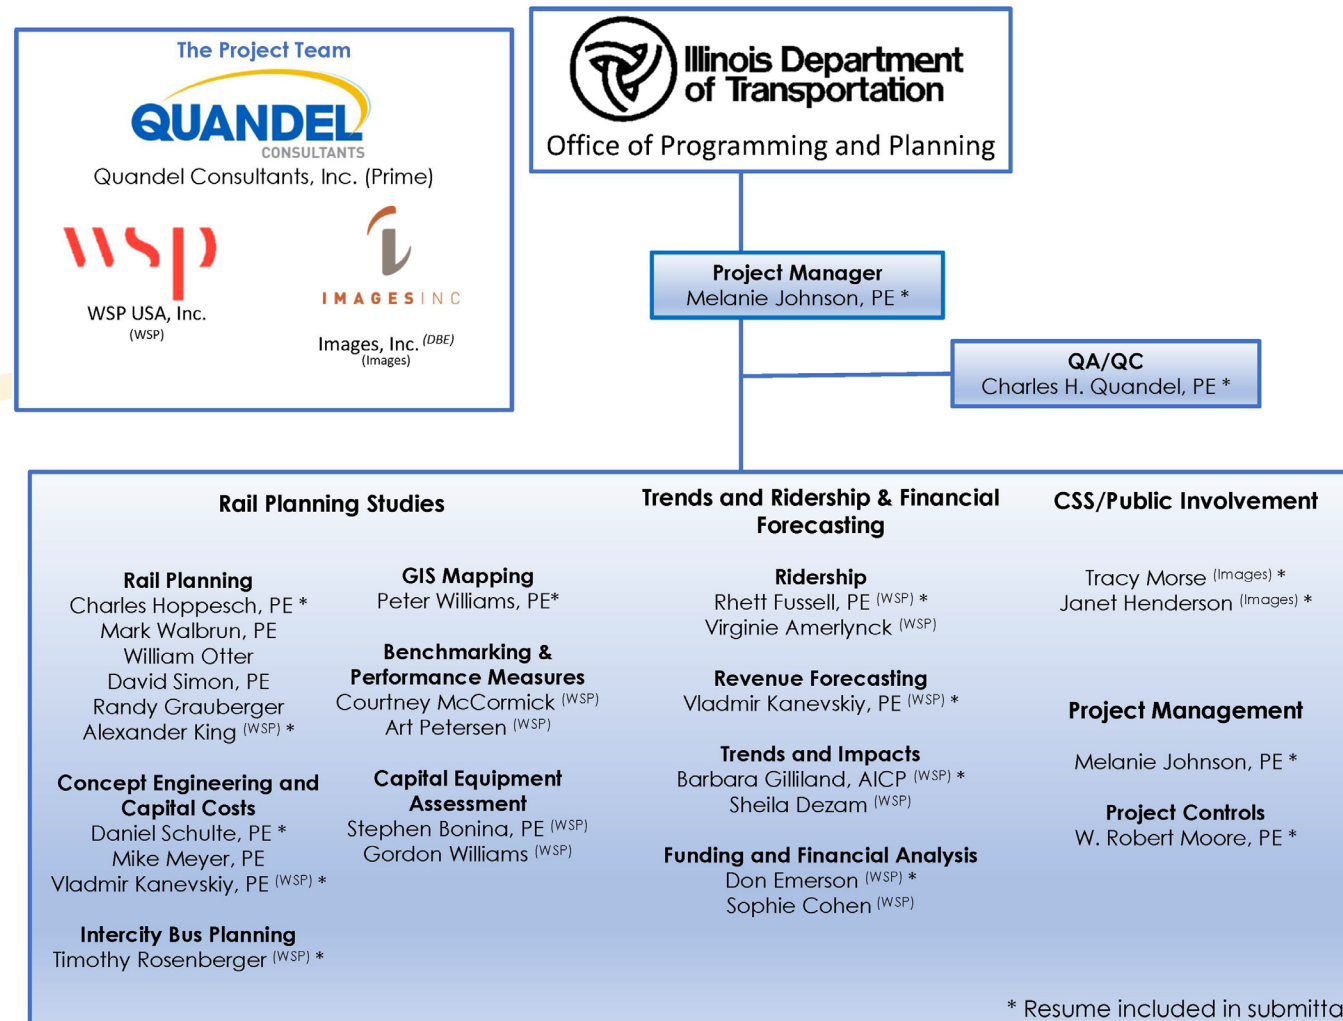 The Project Team
QUANDEL
CONSULTANTS
Quandel Consultants, Inc. (Prime)
wsp
WSP USA, Inc.
(WSP)
IMAGESINC
Images, Inc. (DBE)
(Images)
Illinois Department
of Transportation
Office of Programming and Planning
Project Manager
Melanie Johnson, PE *
QA/QC
Charles H. Quandel, PE *
Rail Planning Studies
Rail Planning
Charles Hoppesch, PE *
Mark Walbrun, PE
William Otter
David Simon, PE
Randy Grauberger
Alexander King (WSP) *
Concept Engineering and
Capital Costs
Daniel Schulte, PE *
Mike Meyer, PE
Vladmir Kanevskiy, PE (WSP) *
Intercity Bus Planning
Timothy Rosenberger (WSP) *
GIS Mapping
Peter Williams, PE*
Benchmarking &
Performance Measures
Courtney McCormick (WSP)
Art Petersen (WSP)
Capital Equipment
Assessment
Stephen Bonina, PE (WSP)
Gordon Williams (WSP)
Trends and Ridership & Financial
Forecasting
Ridership
Rhett Fussell, PE (WSP) *
Virginie Amerlynck (WSP)
Revenue Forecasting
Vladmir Kanevskiy, PE (WSP) *
Trends and Impacts
Barbara Gilliland, AICP (WSP) *
Sheila Dezam (WSP)
Funding and Financial Analysis
Don Emerson (WSP) *
Sophie Cohen (WSP)
CSS/Public Involvement
Tracy Morse (Images) *
Janet Henderson (Images) *
Project Management
Melanie Johnson, PE *
Project Controls
W. Robert Moore, PE *
* Resume included in submitta